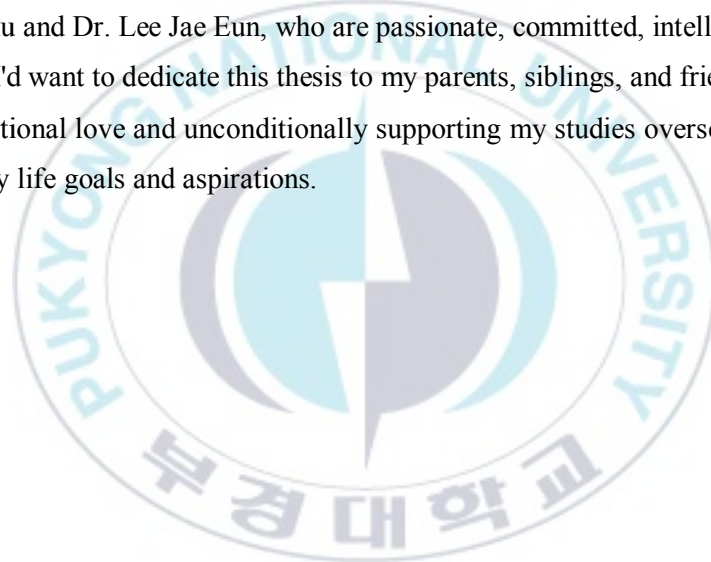 u and Dr. Lee Jae Eun, who are passionate, committed, intell
I'd want to dedicate this thesis to my parents, siblings, and frie
tional love and unconditionally supporting my studies overse
y life goals and aspirations.
PUKYONG NATIONAL UNIVERSITY
부경대학교